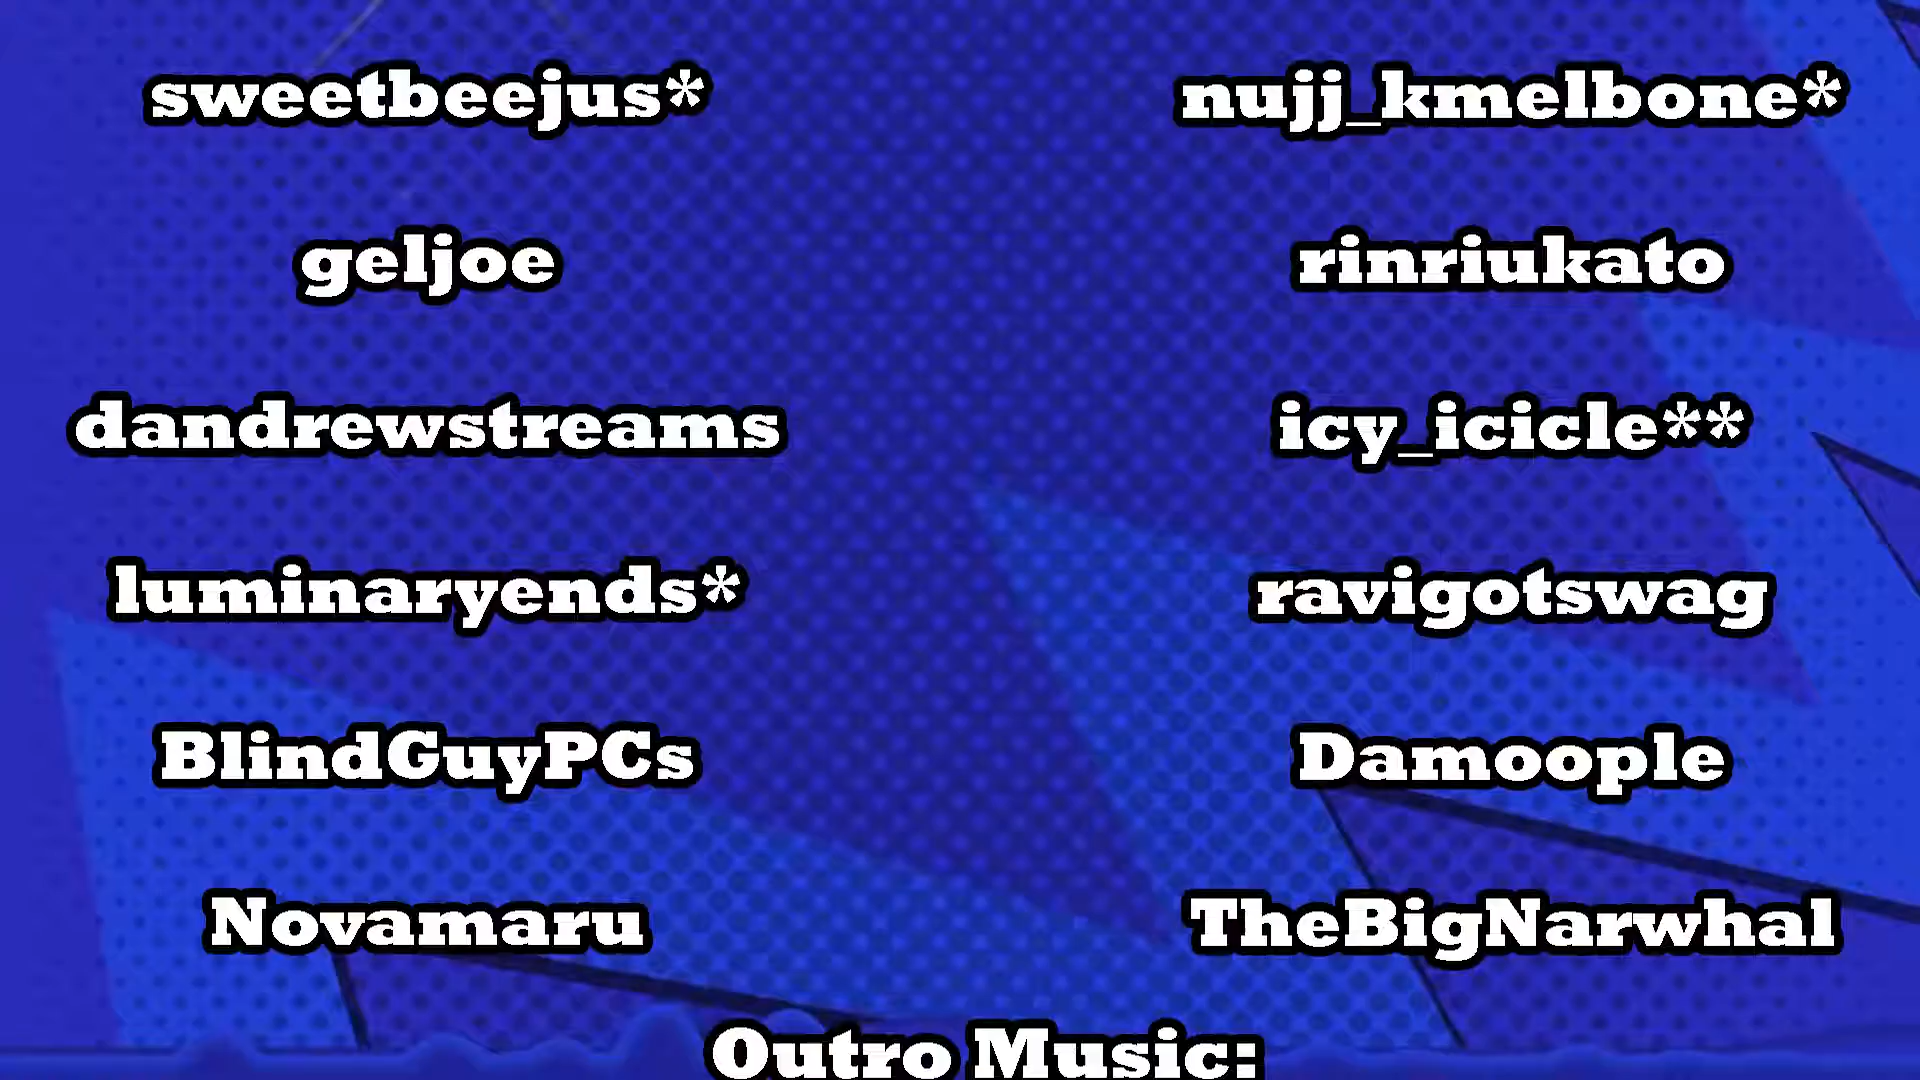 sweetbeejus* nujj_kmelbone*
geljoe rinriukato
dandrewstreams icy_icicle**
luminaryends* ravigotswag
BlindGuyPCs Damoople
Novamaru TheBigNarwhal
Outro Music: